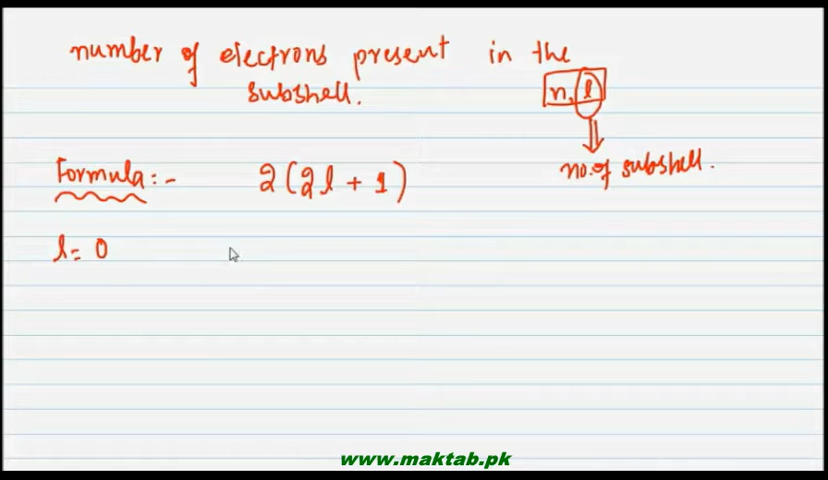 number of electrons present in the
subshell.
n, l
no. of subshell.
Formula:- 2(2l + 1)
l = 0
www.maktab.pk